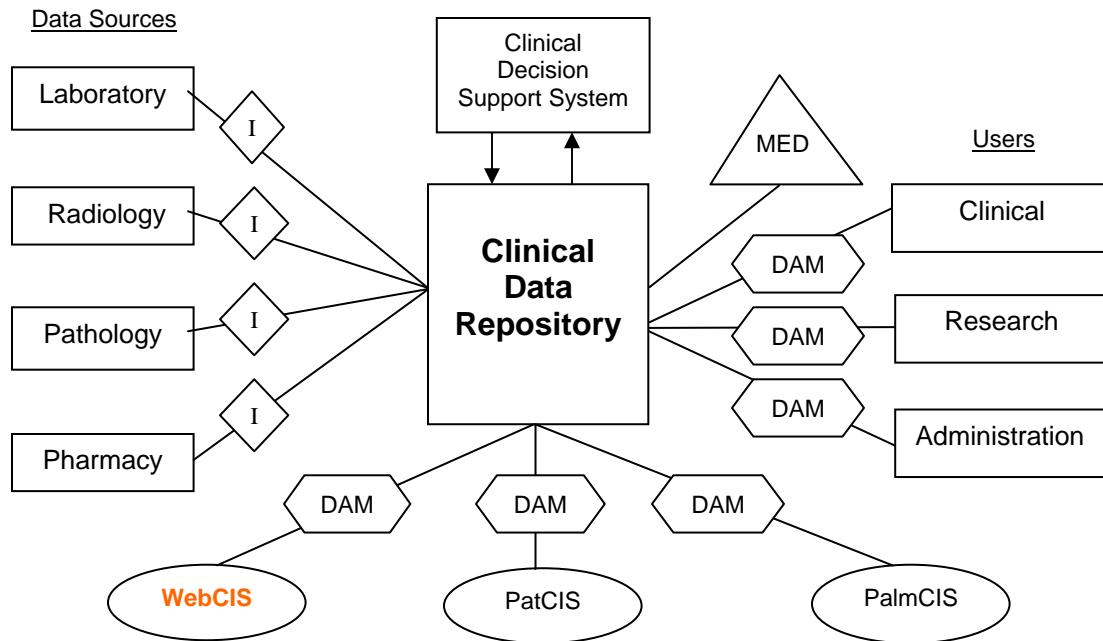 Data Sources
Laboratory
Radiology
Pathology
Pharmacy
I
I
I
I
Clinical
Decision
Support System
Clinical
Data
Repository
MED
Users
DAM
DAM
DAM
Clinical
Research
Administration
DAM
DAM
DAM
WebCIS
PatCIS
PalmCIS